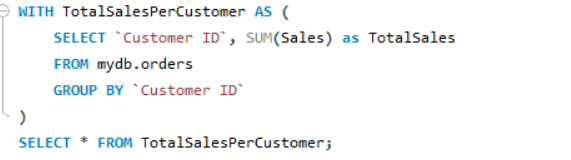 WITH TotalSalesPerCustomer AS (
SELECT `Customer ID`, SUM(Sales) as TotalSales
FROM mydb.orders
GROUP BY `Customer ID`
)
SELECT * FROM TotalSalesPerCustomer;